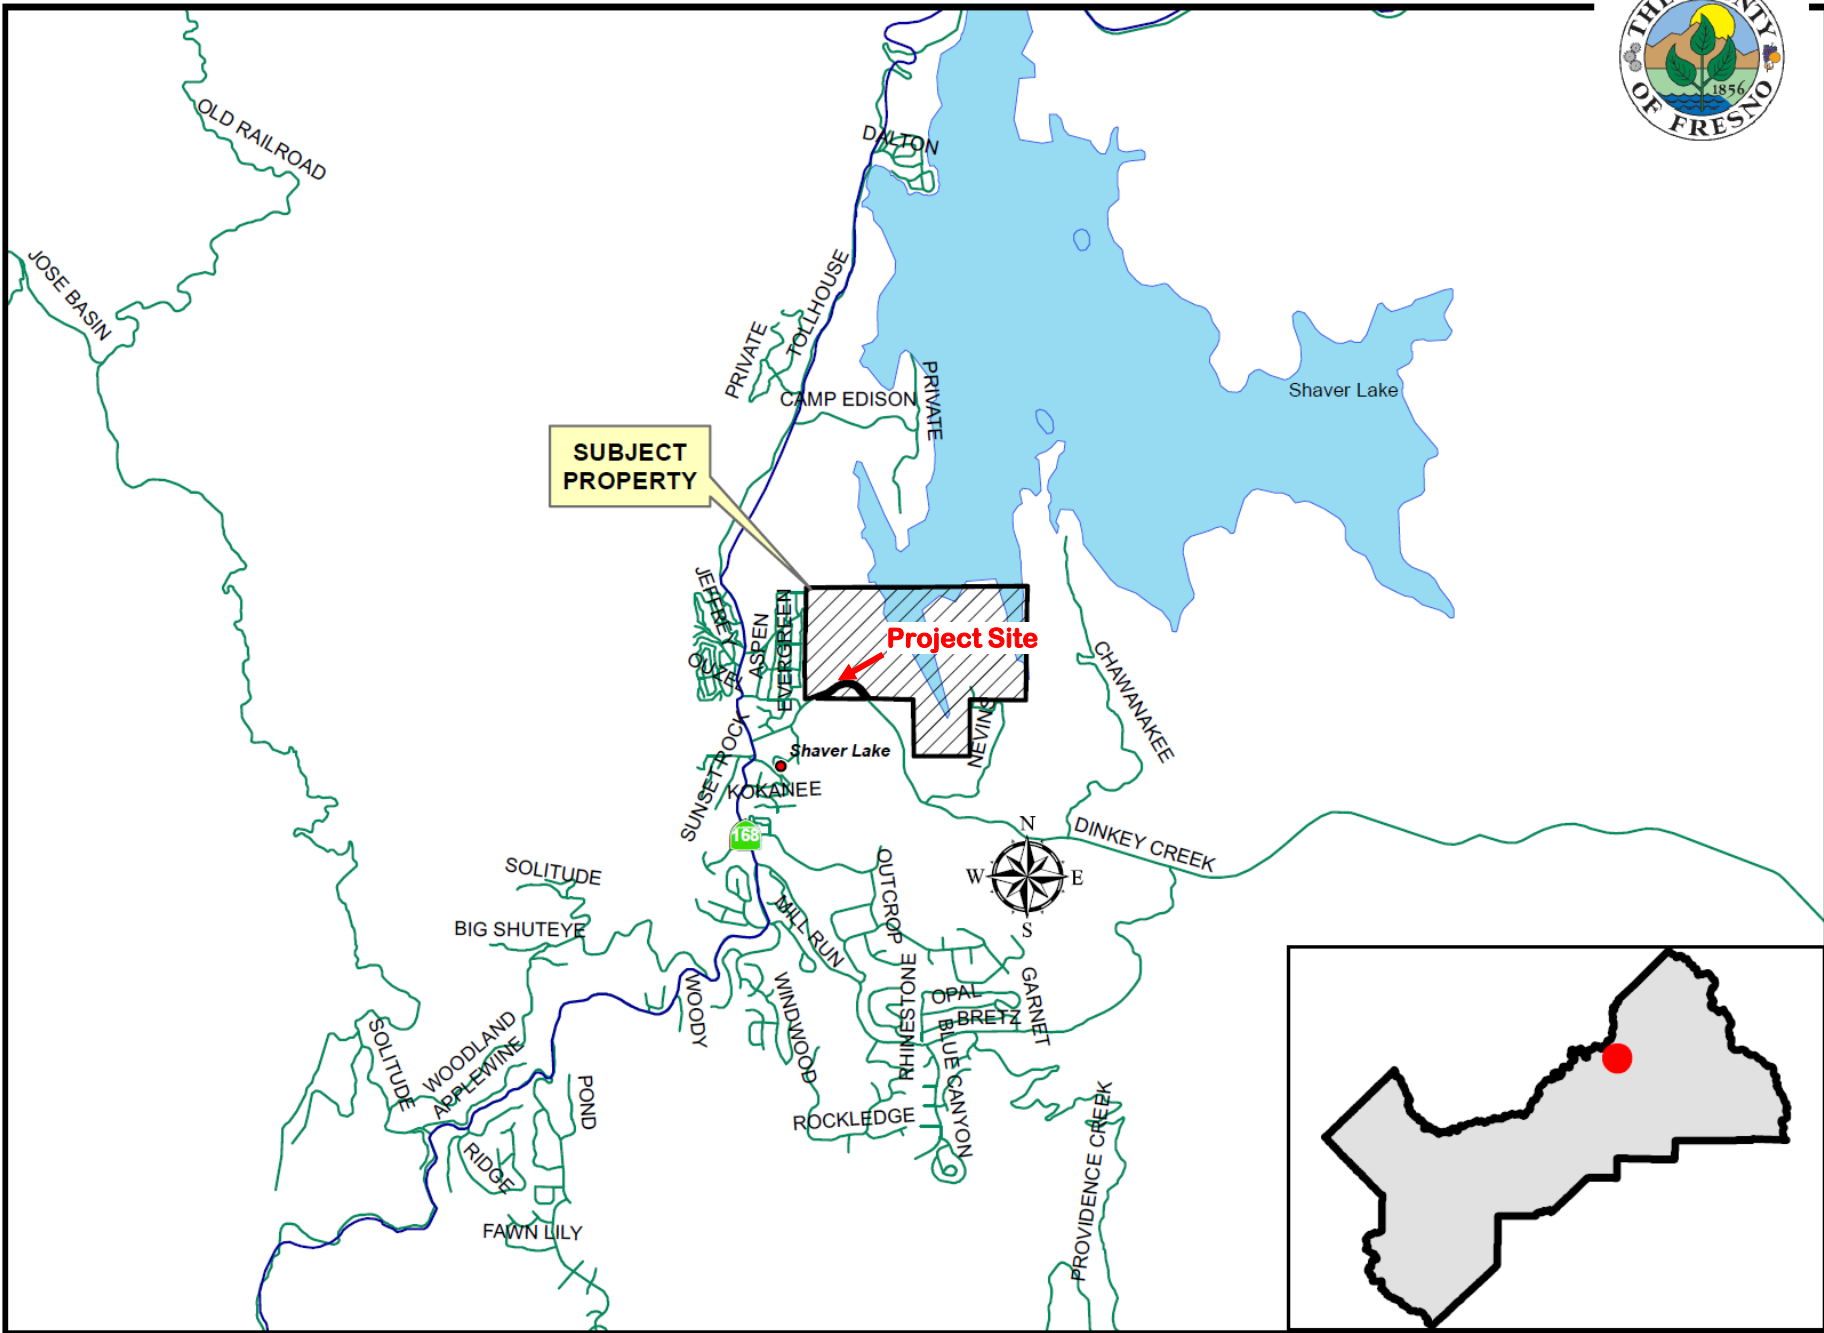 THE COUNTY
OF FRESNO
1856
OLD RAILROAD
DALTON
JOSE BASIN
TOLLHOUSE
PRIVATE
PRIVATE
CAMP EDISON
Shaver Lake
SUBJECT
PROPERTY
JEFFREY
ASPEN
EVERGREEN
OUZEL
Project Site
CHAWANAKEE
NEVINS
SUNSET ROCK
Shaver Lake
KOKANEE
168
N
W
E
S
DINKEY CREEK
SOLITUDE
BIG SHUTEYE
OUTCROP
MILL RUN
WOODY
WINDWOOD
RHINESTONE
OPAL
BRETZ
GARNET
BLUE CANYON
SOLITUDE
WOODLAND
APPLEWINE
POND
RIDGE
ROCKLEDGE
PROVIDENCE CREEK
FAWN LILY